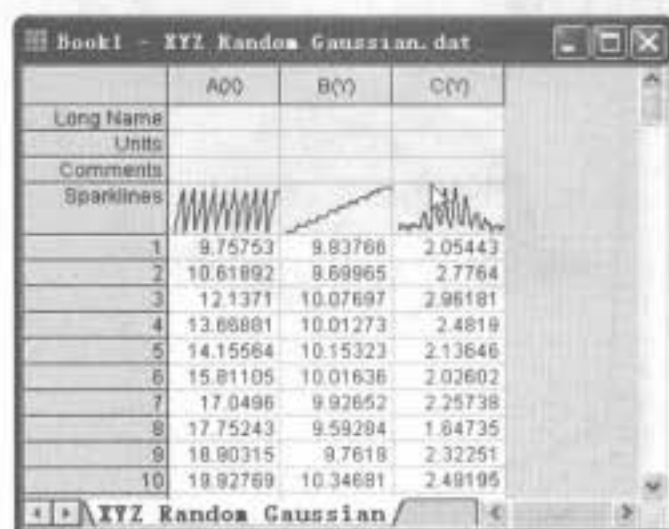 Book1 - XYZ Random Gaussian.dat
A(X) B(Y) C(Y)
Long Name
Units
Comments
Sparklines
1 9.75753 9.83766 2.05443
2 10.61892 9.69965 2.7764
3 12.1371 10.07697 2.96181
4 13.66881 10.01273 2.4819
5 14.15564 10.15323 2.13646
6 15.81105 10.01636 2.02602
7 17.0496 9.92652 2.25738
8 17.75243 9.59284 1.64735
9 18.90315 9.7619 2.32251
10 19.92769 10.34681 2.49195
XYZ Random Gaussian